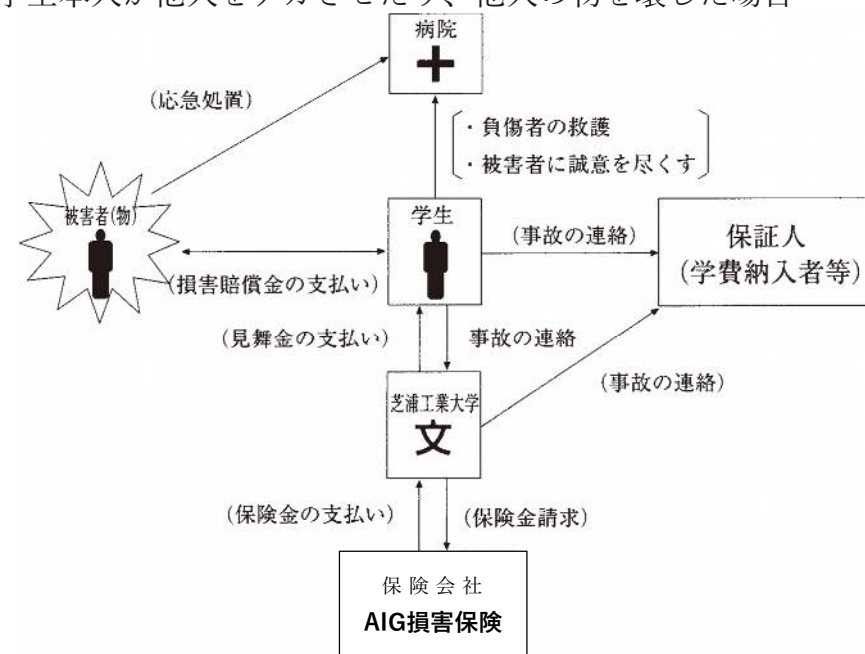 学生本人が他人をケガさせたり、他人の物を壊した場合
病院
(応急処置)
・負傷者の救護
・被害者に誠意を尽くす
被害者(物)
学生
(事故の連絡)
保証人
(学費納入者等)
(損害賠償金の支払い)
(見舞金の支払い)
事故の連絡
(事故の連絡)
芝浦工業大学
文
(保険金の支払い)
(保険金請求)
保険会社
AIG損害保険